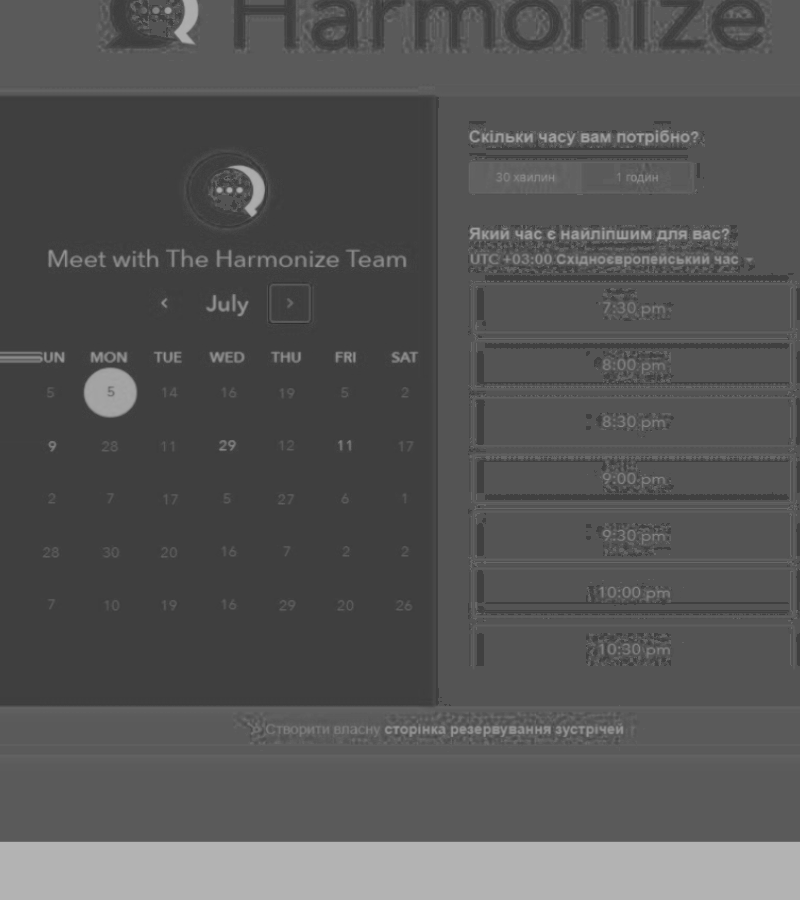 Harmonize
Скільки часу вам потрібно?
30 хвилин 1 годин
Який час є найліпшим для вас?
UTC +03:00 Східноєвропейський час
Meet with The Harmonize Team
July
SUN MON TUE WED THU FRI SAT
5 5 14 16 19 5 2
9 28 11 29 12 11 17
2 7 17 5 27 6 1
28 30 20 16 7 2 2
7 10 19 16 29 20 26
7:30 pm
8:00 pm
8:30 pm
9:00 pm
9:30 pm
10:00 pm
10:30 pm
Створити власну сторінка резервування зустрічей